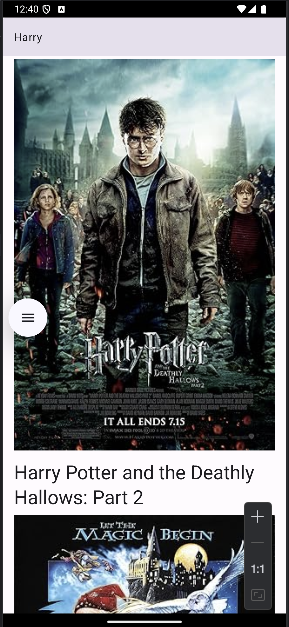 12:40
Harry
Harry Potter
AND THE
DEATHLY
HALLOWS
PART 2
IT ALL ENDS 7.15
Harry Potter and the Deathly
Hallows: Part 2
LET THE
MAGIC BEGIN
1:1